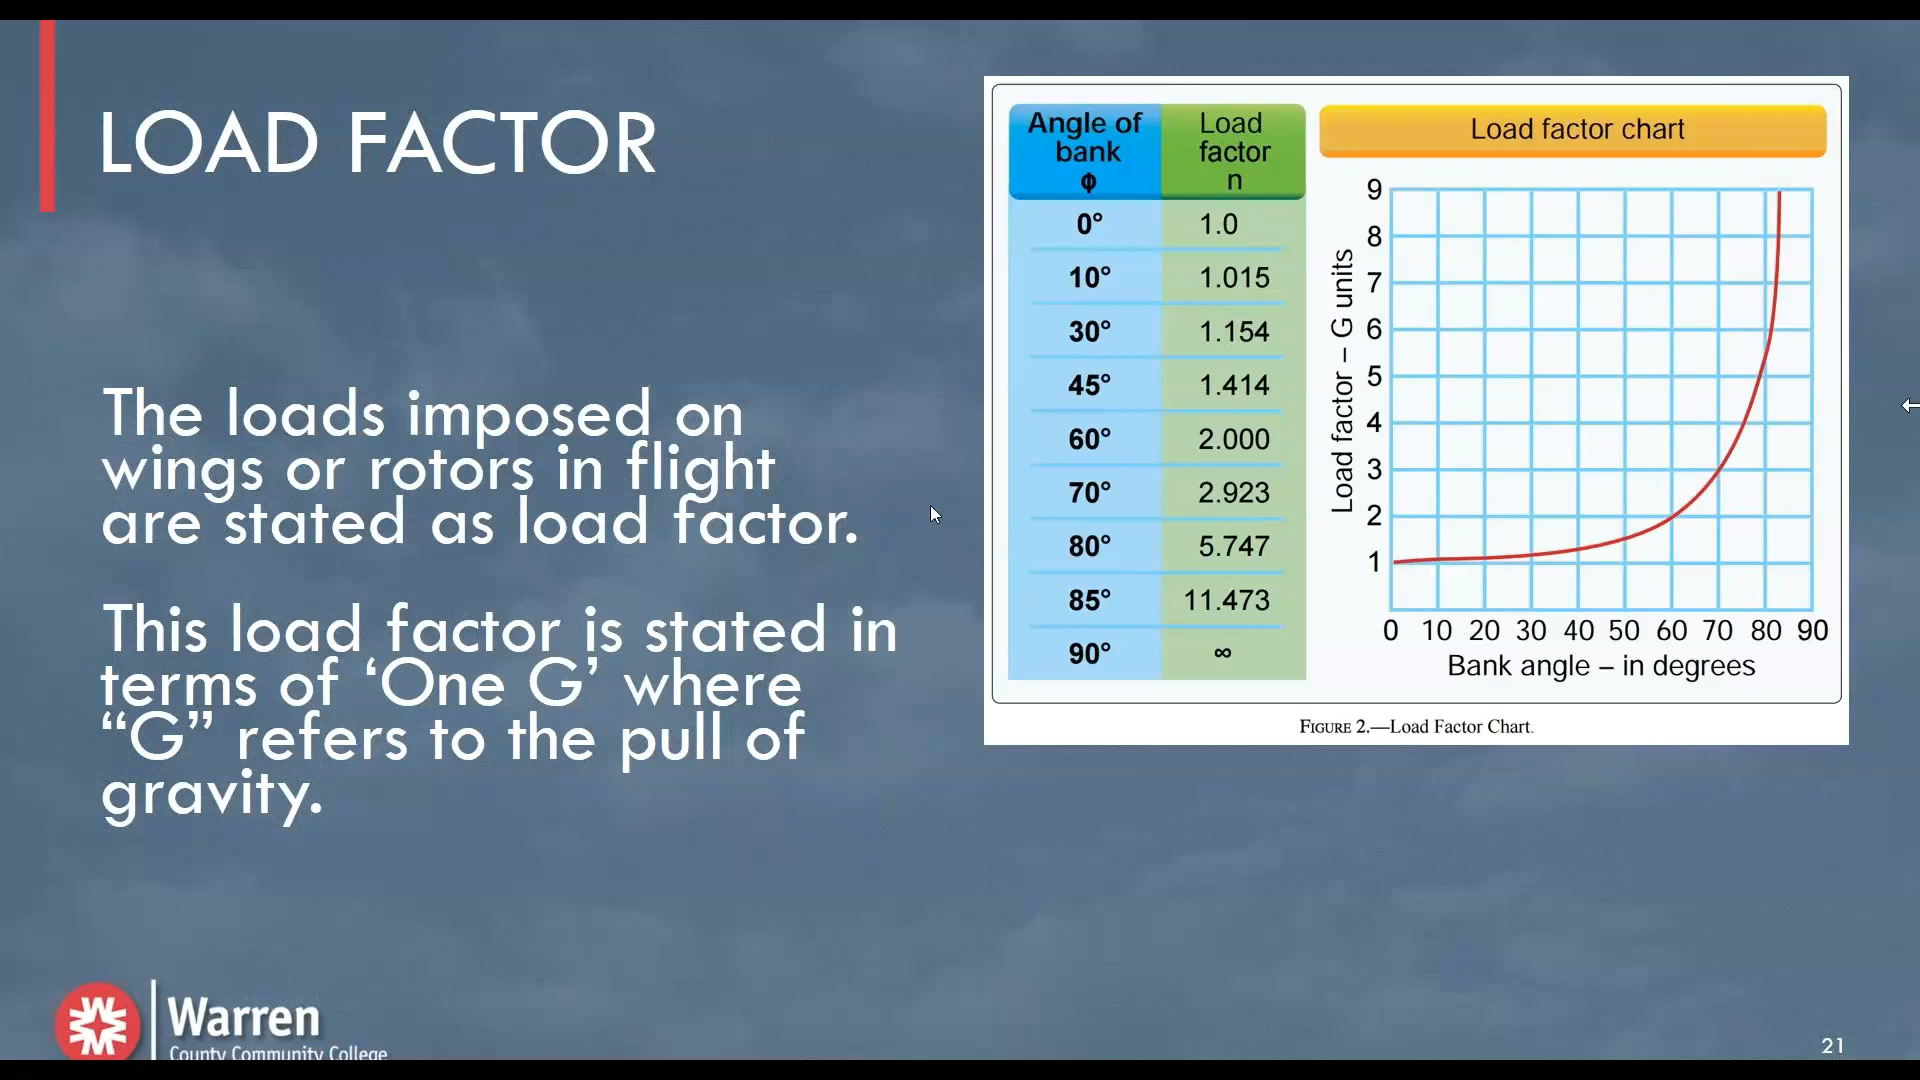 LOAD FACTOR
The loads imposed on
wings or rotors in flight
are stated as load factor.
This load factor is stated in
terms of ‘One G’ where
“G” refers to the pull of
gravity.
Angle of
bank
ϕ
Load
factor
n
0° 1.0
10° 1.015
30° 1.154
45° 1.414
60° 2.000
70° 2.923
80° 5.747
85° 11.473
90° ∞
Load factor chart
Load factor – G units
9
8
7
6
5
4
3
2
1
0 10 20 30 40 50 60 70 80 90
Bank angle – in degrees
FIGURE 2.—Load Factor Chart.
Warren
County Community College
21